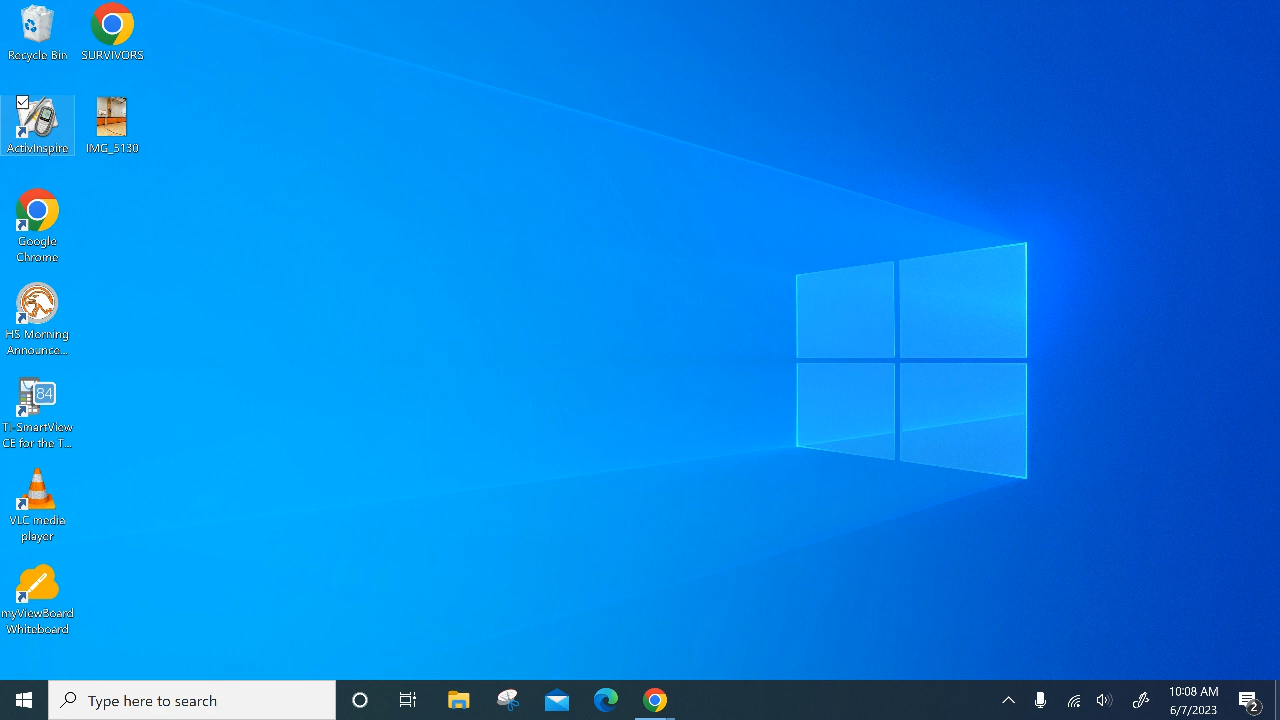 Recycle Bin
SURVIVORS
ActivInspire
IMG_5130
Google
Chrome
HS Morning
Announce...
84
TI-SmartView
CE for the T...
VLC media
player
myViewBoard
Whiteboard
Type here to search
10:08 AM
6/7/2023
2